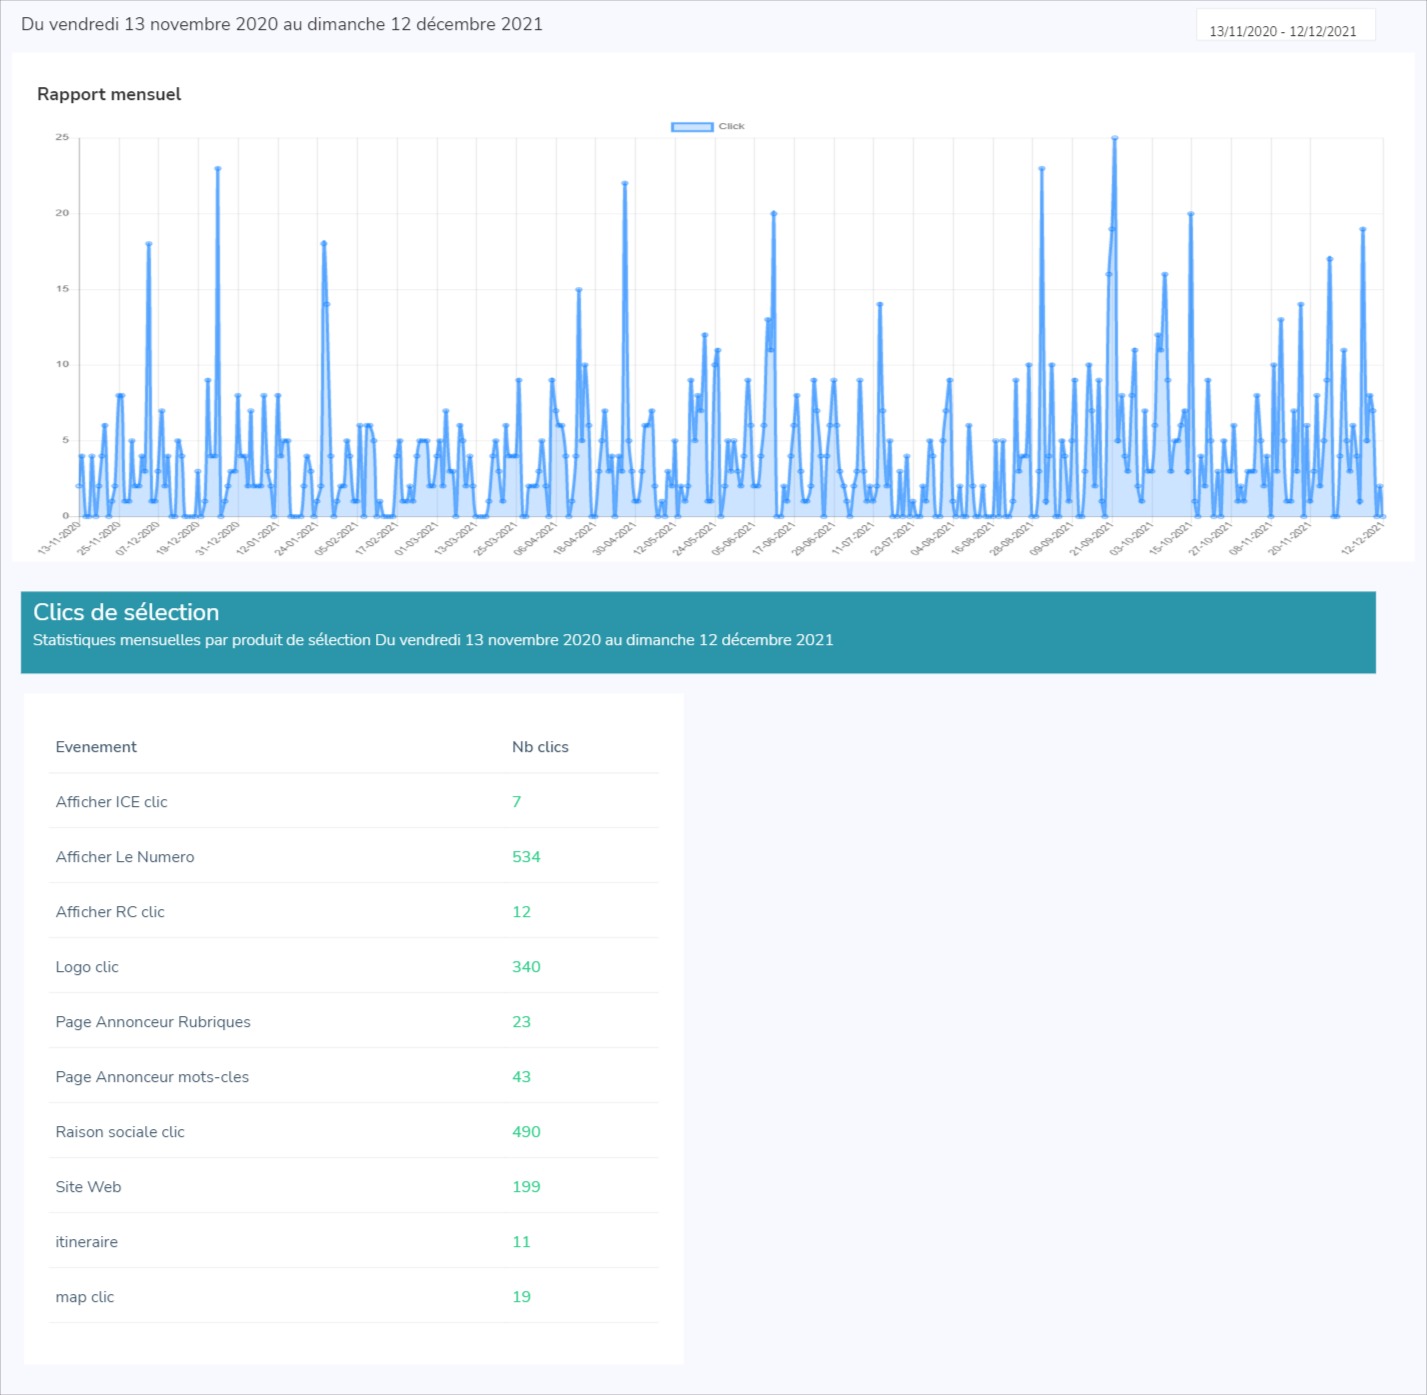 Du vendredi 13 novembre 2020 au dimanche 12 décembre 2021
13/11/2020 - 12/12/2021
Rapport mensuel
Click
25
20
15
10
5
0
13-11-2020
25-11-2020
07-12-2020
19-12-2020
31-12-2020
12-01-2021
24-01-2021
05-02-2021
17-02-2021
01-03-2021
13-03-2021
25-03-2021
06-04-2021
18-04-2021
30-04-2021
12-05-2021
24-05-2021
05-06-2021
17-06-2021
29-06-2021
11-07-2021
23-07-2021
04-08-2021
16-08-2021
28-08-2021
09-09-2021
21-09-2021
03-10-2021
15-10-2021
27-10-2021
08-11-2021
20-11-2021
12-12-2021
Clics de sélection
Statistiques mensuelles par produit de sélection Du vendredi 13 novembre 2020 au dimanche 12 décembre 2021
Evenement Nb clics
Afficher ICE clic 7
Afficher Le Numero 534
Afficher RC clic 12
Logo clic 340
Page Annonceur Rubriques 23
Page Annonceur mots-cles 43
Raison sociale clic 490
Site Web 199
itineraire 11
map clic 19